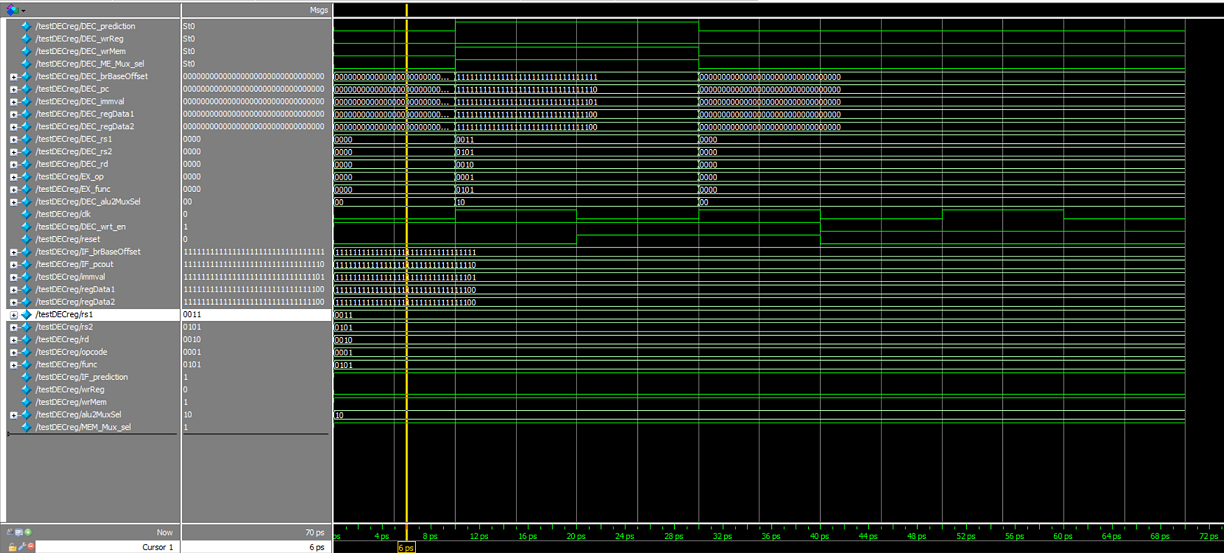 Msgs
/testDECreg/DEC_prediction St0
/testDECreg/DEC_wrReg St0
/testDECreg/DEC_wrMem St0
/testDECreg/DEC_ME_Mux_sel St0
/testDECreg/DEC_brBaseOffset 00000000000000000000000000000000 00000000000000000000000000... 11111111111111111111111111111111 00000000000000000000000000000000
/testDECreg/DEC_pc 00000000000000000000000000000000 00000000000000000000000000... 11111111111111111111111111111110 00000000000000000000000000000000
/testDECreg/DEC_immval 00000000000000000000000000000000 00000000000000000000000000... 11111111111111111111111111111101 00000000000000000000000000000000
/testDECreg/DEC_regData1 00000000000000000000000000000000 00000000000000000000000000... 11111111111111111111111111111100 00000000000000000000000000000000
/testDECreg/DEC_regData2 00000000000000000000000000000000 00000000000000000000000000... 11111111111111111111111111111100 00000000000000000000000000000000
/testDECreg/DEC_rs1 0000 0000 0011 0000
/testDECreg/DEC_rs2 0000 0000 0101 0000
/testDECreg/DEC_rd 0000 0000 0010 0000
/testDECreg/EX_op 0000 0000 0001 0000
/testDECreg/EX_func 0000 0000 0101 0000
/testDECreg/DEC_alu2MuxSel 00 00 10 00
/testDECreg/clk 0
/testDECreg/DEC_wrt_en 1
/testDECreg/reset 0
/testDECreg/IF_brBaseOffset 11111111111111111111111111111111 11111111111111111111111111111111
/testDECreg/IF_pcout 11111111111111111111111111111110 11111111111111111111111111111110
/testDECreg/immval 11111111111111111111111111111101 11111111111111111111111111111101
/testDECreg/regData1 11111111111111111111111111111100 11111111111111111111111111111100
/testDECreg/regData2 11111111111111111111111111111100 11111111111111111111111111111100
/testDECreg/rs1 0011 0011
/testDECreg/rs2 0101 0101
/testDECreg/rd 0010 0010
/testDECreg/opcode 0001 0001
/testDECreg/func 0101 0101
/testDECreg/IF_prediction 1
/testDECreg/wrReg 0
/testDECreg/wrMem 1
/testDECreg/alu2MuxSel 10 10
/testDECreg/MEM_Mux_sel 1
Now 70 ps ps 4 ps 8 ps 12 ps 16 ps 20 ps 24 ps 28 ps 32 ps 36 ps 40 ps 44 ps 48 ps 52 ps 56 ps 60 ps 64 ps 68 ps 72 ps
Cursor 1 6 ps 6 ps